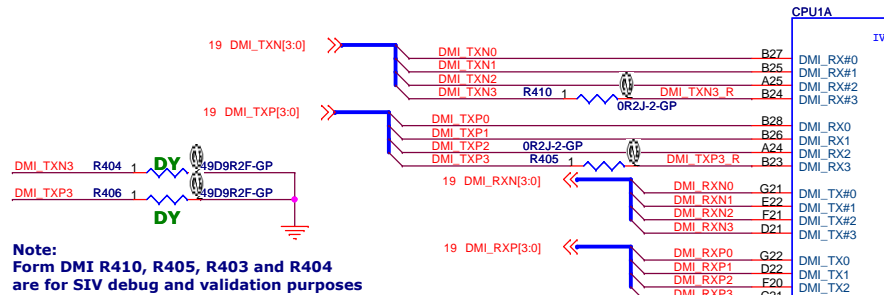 CPU1A
IV
19 DMI_TXN[3:0]
DMI_TXN0 B27 DMI_RX#0
DMI_TXN1 B25 DMI_RX#1
DMI_TXN2 A25 DMI_RX#2
DMI_TXN3 R410 1 DMI_TXN3_R B24 DMI_RX#3
0R2J-2-GP
19 DMI_TXP[3:0]
DMI_TXP0 B28 DMI_RX0
DMI_TXP1 B26 DMI_RX1
DMI_TXP2 0R2J-2-GP A24 DMI_RX2
DMI_TXP3 R405 1 DMI_TXP3_R B23 DMI_RX3
DMI_TXN3 R404 1 DY 49D9R2F-GP
DMI_TXP3 R406 1 49D9R2F-GP
DY
19 DMI_RXN[3:0]
DMI_RXN0 G21 DMI_TX#0
DMI_RXN1 E22 DMI_TX#1
DMI_RXN2 F21 DMI_TX#2
DMI_RXN3 D21 DMI_TX#3
19 DMI_RXP[3:0]
DMI_RXP0 G22 DMI_TX0
DMI_RXP1 D22 DMI_TX1
DMI_RXP2 F20 DMI_TX2
DMI_RXP3 C21
Note:
Form DMI R410, R405, R403 and R404
are for SIV debug and validation purposes